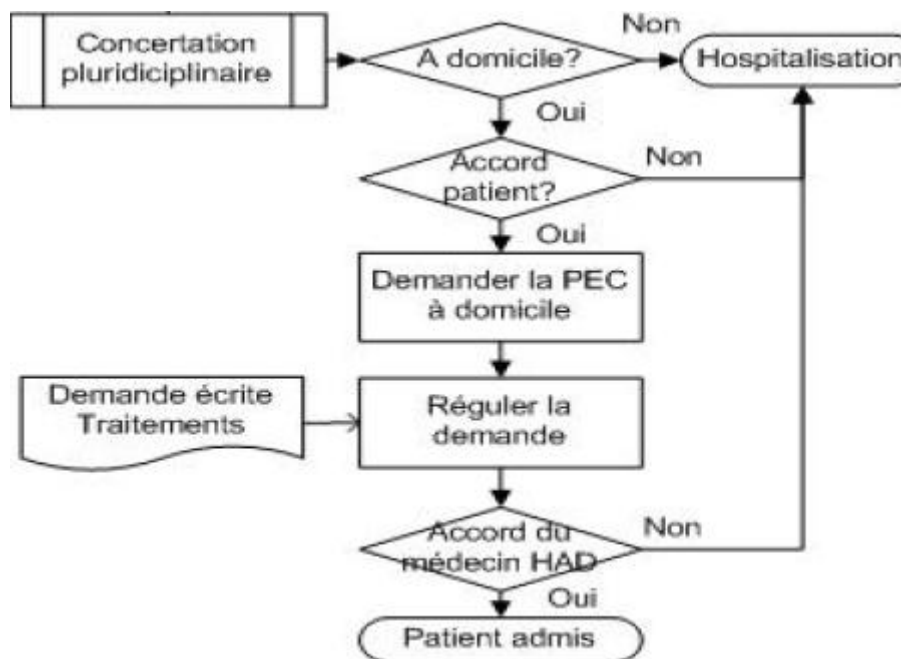 Concertation
pluridiciplinaire
A domicile?
Non
Hospitalisation
Oui
Accord
patient?
Non
Oui
Demander la PEC
à domicile
Demande écrite
Traitements
Réguler la
demande
Accord du
médecin HAD
Non
Oui
Patient admis